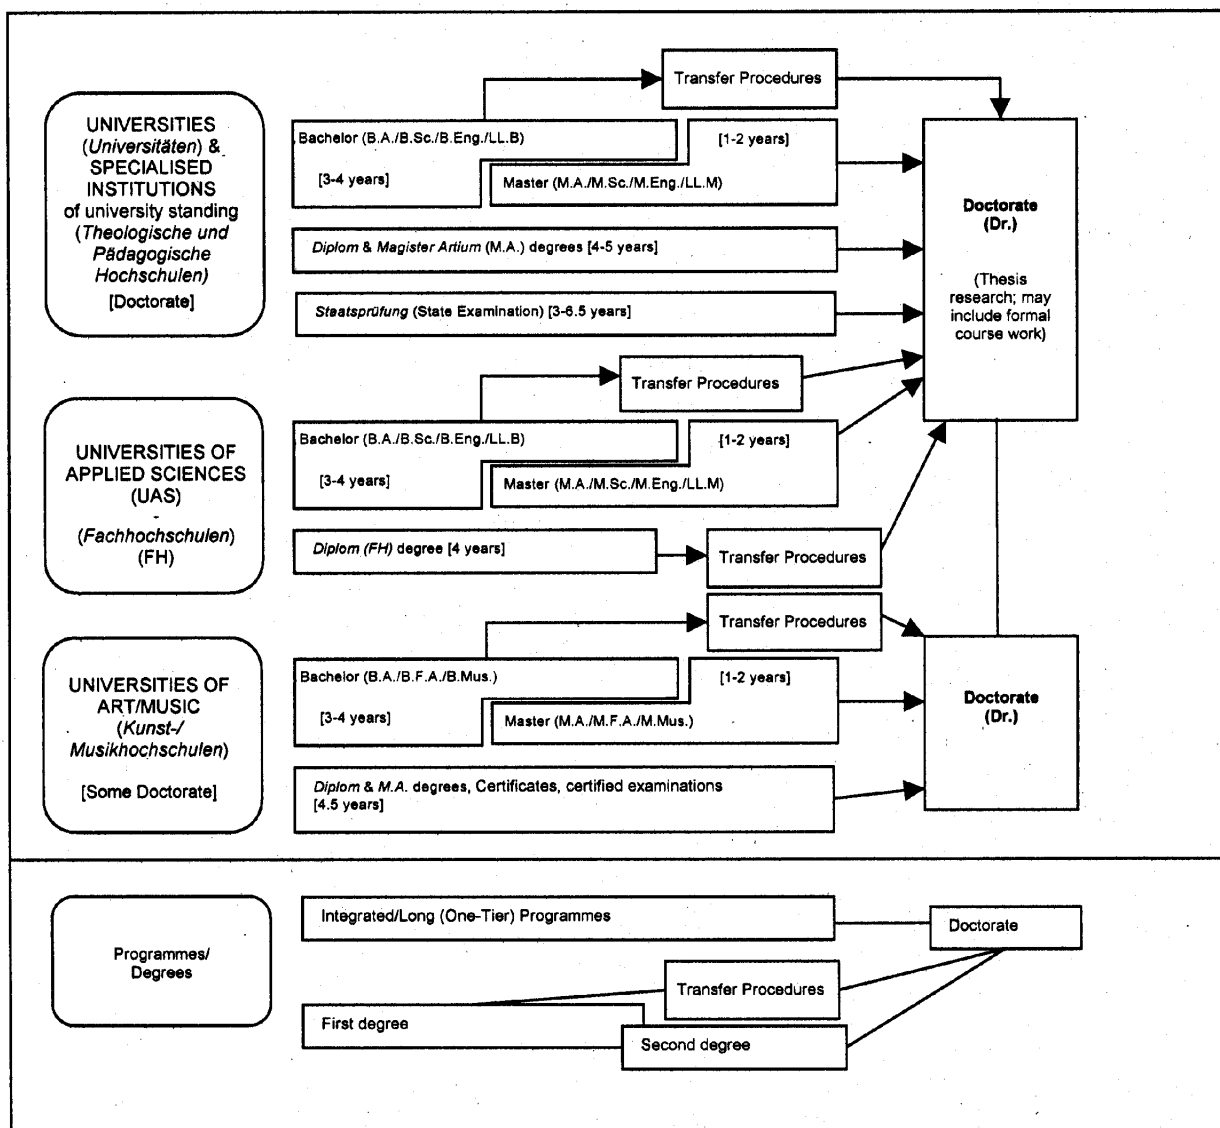 Transfer Procedures
UNIVERSITIES
(Universitäten) &
SPECIALISED
INSTITUTIONS
of university standing
(Theologische und
Pädagogische
Hochschulen)
[Doctorate]
Bachelor (B.A./B.Sc./B.Eng./LL.B)
[1-2 years]
[3-4 years]
Master (M.A./M.Sc./M.Eng./LL.M)
Diplom & Magister Artium (M.A.) degrees [4-5 years]
Staatsprüfung (State Examination) [3-6.5 years]
Doctorate
(Dr.)
(Thesis
research; may
include formal
course work)
Transfer Procedures
UNIVERSITIES OF
APPLIED SCIENCES
(UAS)
-
(Fachhochschulen)
(FH)
Bachelor (B.A./B.Sc./B.Eng./LL.B)
[1-2 years]
[3-4 years]
Master (M.A./M.Sc./M.Eng./LL.M)
Diplom (FH) degree [4 years]
Transfer Procedures
Transfer Procedures
UNIVERSITIES OF
ART/MUSIC
(Kunst-/
Musikhochschulen)
[Some Doctorate]
Bachelor (B.A./B.F.A./B.Mus.)
[1-2 years]
[3-4 years]
Master (M.A./M.F.A./M.Mus.)
Diplom & M.A. degrees, Certificates, certified examinations
[4.5 years]
Doctorate
(Dr.)
Programmes/
Degrees
Integrated/Long (One-Tier) Programmes
Doctorate
Transfer Procedures
First degree
Second degree